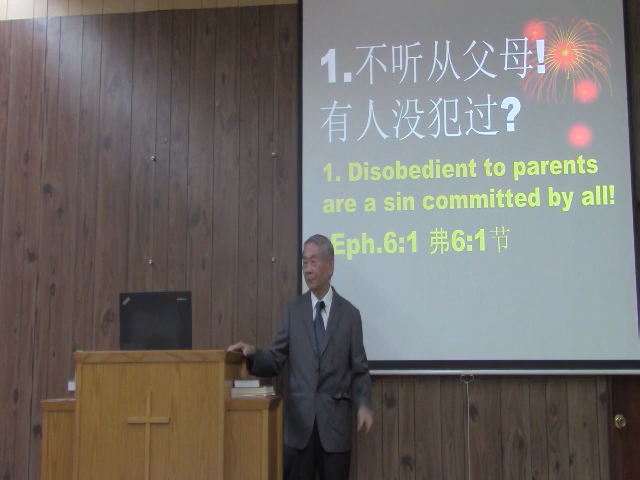 1.不听从父母!
有人没犯过?
1. Disobedient to parents
are a sin committed by all!
Eph.6:1 弗6:1节